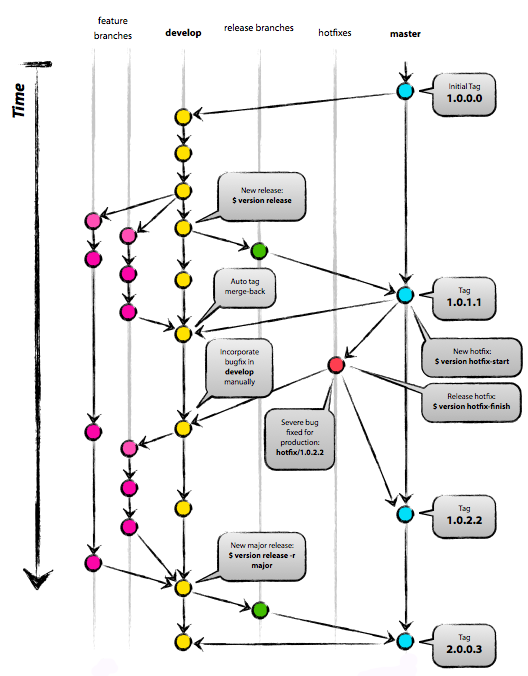 feature
branches
develop
release branches
hotfixes
master
Time
Initial Tag
1.0.0.0
New release:
$ version release
Auto tag
merge-back
Tag
1.0.1.1
New hotfix:
$ version hotfix-start
Incorporate
bugfix in
develop
manually
Release hotfix:
$ version hotfix-finish
Severe bug
fixed for
production:
hotfix/1.0.2.2
Tag
1.0.2.2
New major release:
$ version release -r
major
Tag
2.0.0.3